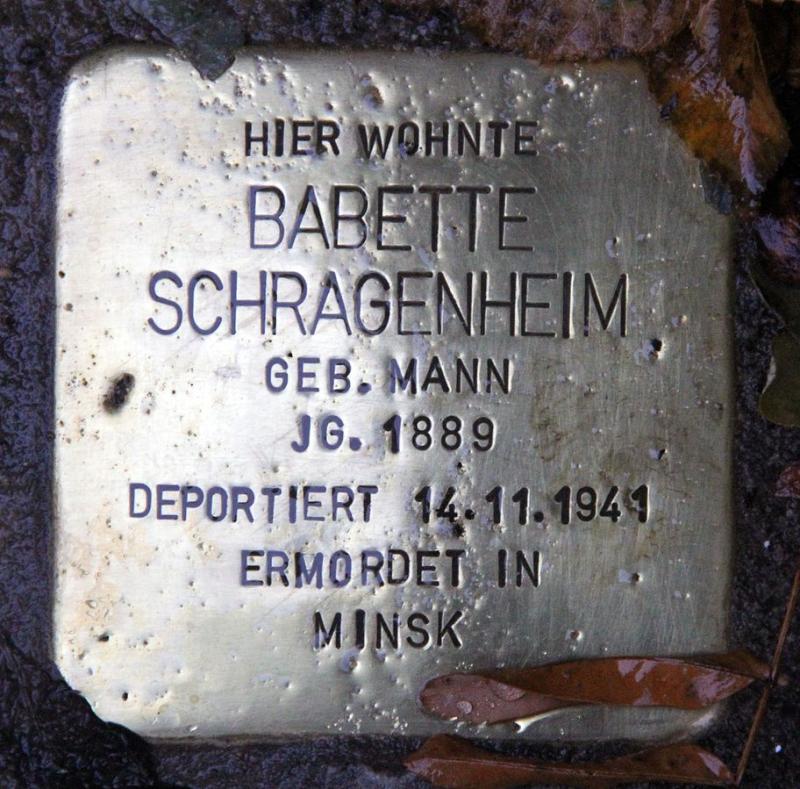 HIER WOHNTE
BABETTE
SCHRAGENHEIM
GEB. MANN
JG. 1889
DEPORTIERT 14.11.1941
ERMORDET IN
MINSK